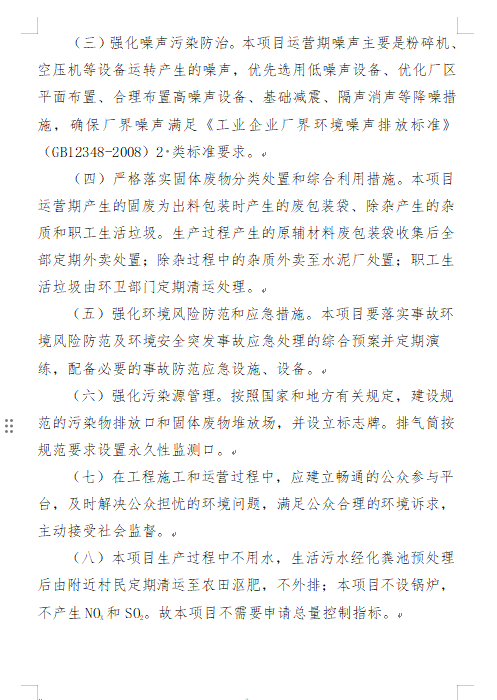 （三）强化噪声污染防治。本项目运营期噪声主要是粉碎机、
空压机等设备运转产生的噪声，优先选用低噪声设备、优化厂区
平面布置、合理布置高噪声设备、基础减震、隔声消声等降噪措
施，确保厂界噪声满足《工业企业厂界环境噪声排放标准》
（GB12348-2008）2*类标准要求。
（四）严格落实固体废物分类处置和综合利用措施。本项目
运营期产生的固废为出料包装时产生的废包装袋、除杂产生的杂
质和职工生活垃圾。生产过程产生的原辅材料废包装袋收集后全
部定期外卖处置；除杂过程中的杂质外卖至水泥厂处置；职工生
活垃圾由环卫部门定期清运处理。
（五）强化环境风险防范和应急措施。本项目要落实事故环
境风险防范及环境安全突发事故应急处理的综合预案并定期演
练，配备必要的事故防范应急设施、设备。
（六）强化污染源管理。按照国家和地方有关规定，建设规
范的污染物排放口和固体废物堆放场，并设立标志牌。排气筒按
规范要求设置永久性监测口。
（七）在工程施工和运营过程中，应建立畅通的公众参与平
台，及时解决公众担忧的环境问题，满足公众合理的环境诉求，
主动接受社会监督。
（八）本项目生产过程中不用水，生活污水经化粪池预处理
后由附近村民定期清运至农田沤肥，不外排；本项目不设锅炉，
不产生NOx和SO2。故本项目不需要申请总量控制指标。